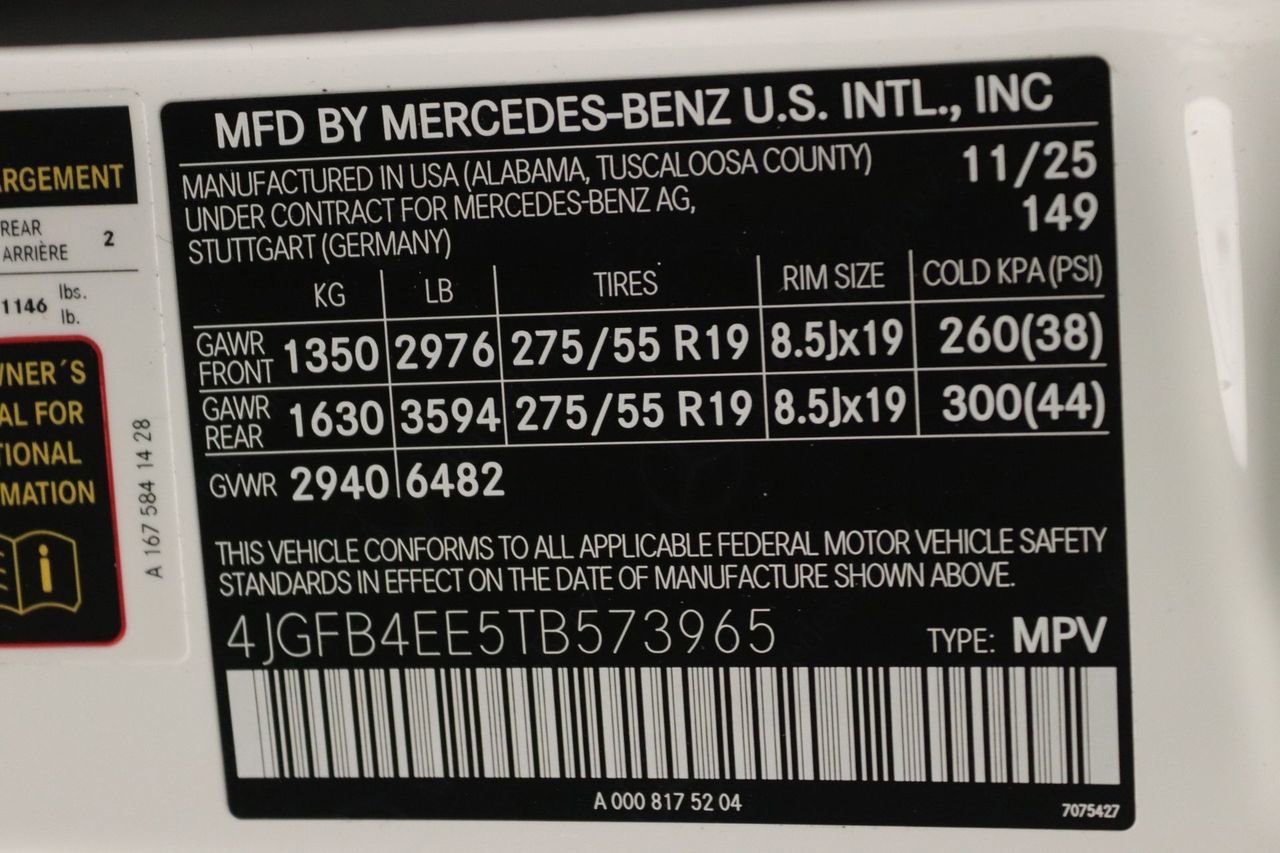 RGEMENT
REAR
ARRIÈRE 2
1146 lbs.
lb.
NER´S
AL FOR
TIONAL
MATION
i
A 167 584 14 28
MFD BY MERCEDES-BENZ U.S. INTL., INC
MANUFACTURED IN USA (ALABAMA, TUSCALOOSA COUNTY) 11/25
UNDER CONTRACT FOR MERCEDES-BENZ AG, 149
STUTTGART (GERMANY)
KG LB TIRES RIM SIZE COLD KPA (PSI)
GAWR FRONT 1350 2976 275/55 R19 8.5Jx19 260(38)
GAWR REAR 1630 3594 275/55 R19 8.5Jx19 300(44)
GVWR 2940 6482
THIS VEHICLE CONFORMS TO ALL APPLICABLE FEDERAL MOTOR VEHICLE SAFETY
STANDARDS IN EFFECT ON THE DATE OF MANUFACTURE SHOWN ABOVE.
4JGFB4EE5TB573965 TYPE: MPV
A 000 817 52 04
7075427